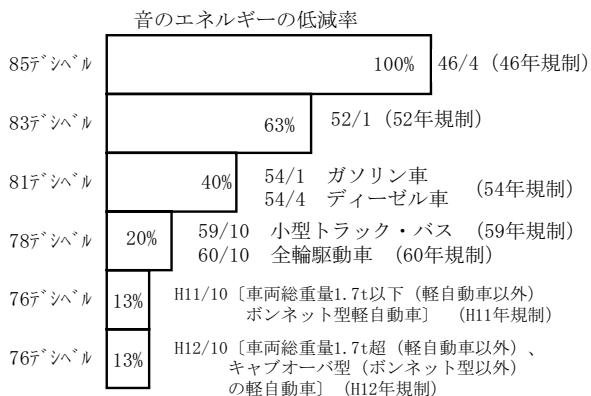 音のエネルギーの低減率
85ﾃﾞｼﾍﾞﾙ 100% 46/4 (46年規制)
83ﾃﾞｼﾍﾞﾙ 63% 52/1 (52年規制)
81ﾃﾞｼﾍﾞﾙ 40% 54/1 ガソリン車
54/4 ディーゼル車 (54年規制)
78ﾃﾞｼﾍﾞﾙ 20% 59/10 小型トラック・バス (59年規制)
60/10 全輪駆動車 (60年規制)
76ﾃﾞｼﾍﾞﾙ 13% H11/10〔車両総重量1.7t以下（軽自動車以外）
ボンネット型軽自動車〕 (H11年規制)
76ﾃﾞｼﾍﾞﾙ 13% H12/10〔車両総重量1.7t超（軽自動車以外）、
キャブオーバ型（ボンネット型以外）
の軽自動車〕 (H12年規制)